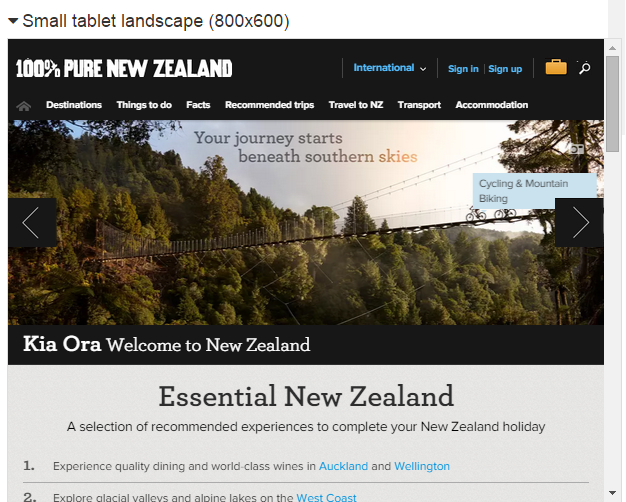 Small tablet landscape (800x600)
100% PURE NEW ZEALAND
International
Sign in | Sign up
Destinations Things to do Facts Recommended trips Travel to NZ Transport Accommodation
Your journey starts
beneath southern skies
Cycling & Mountain
Biking
Kia Ora Welcome to New Zealand
Essential New Zealand
A selection of recommended experiences to complete your New Zealand holiday
1. Experience quality dining and world-class wines in Auckland and Wellington
2. Explore glacial valleys and alpine lakes on the West Coast